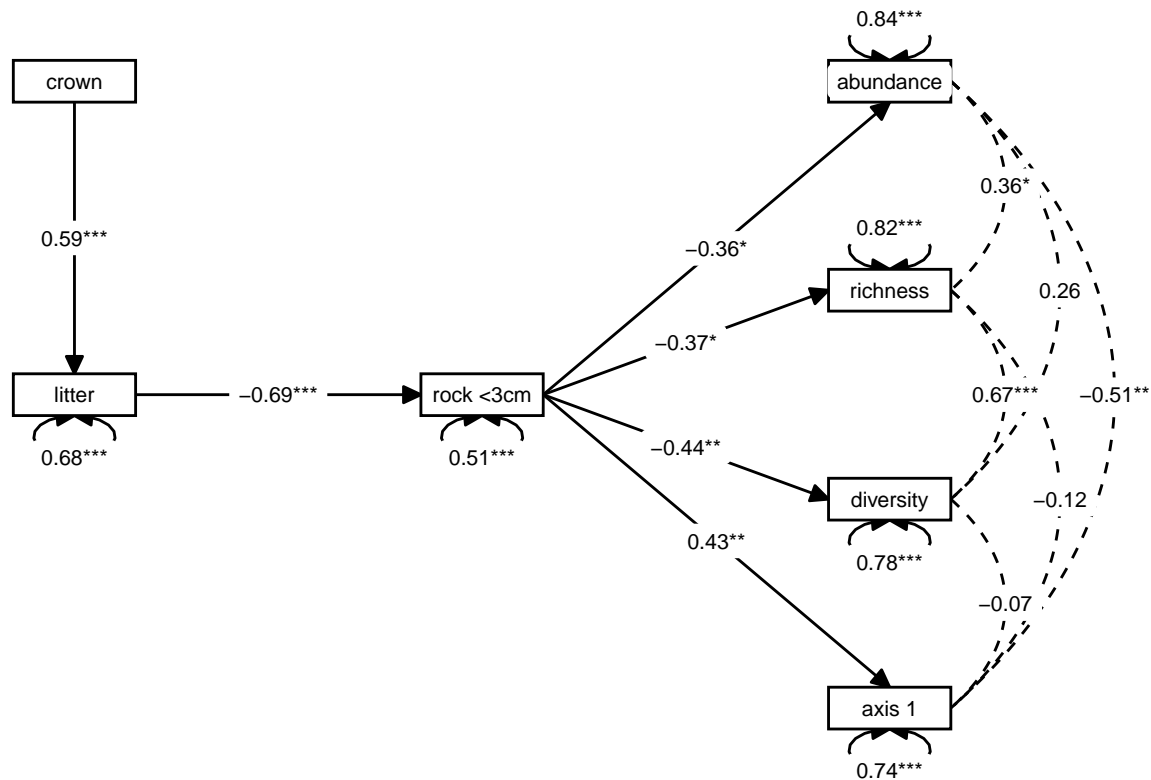 0.84***
crown
abundance
0.36*
0.59***
0.82***
−0.36*
richness
0.26
−0.37*
litter
−0.69***
rock <3cm
0.67***
−0.51**
0.68***
0.51***
−0.44**
diversity
−0.12
0.43**
0.78***
−0.07
axis 1
0.74***